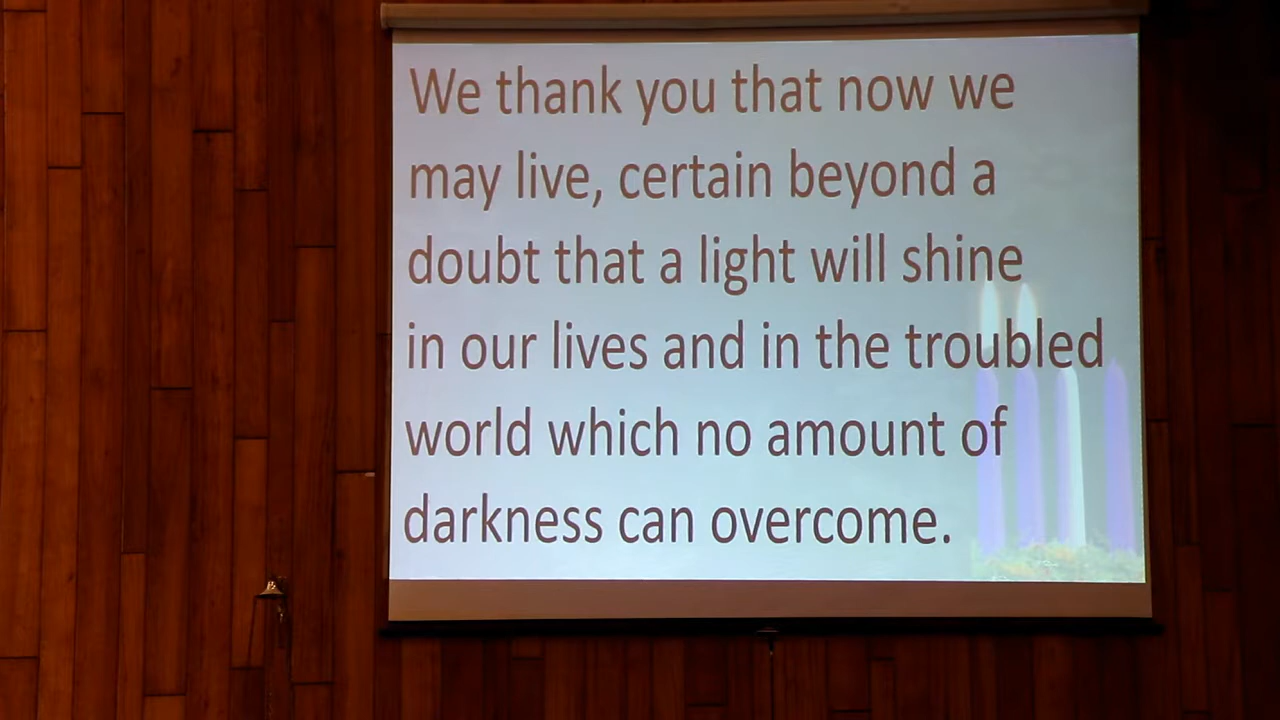 We thank you that now we
may live, certain beyond a
doubt that a light will shine
in our lives and in the troubled
world which no amount of
darkness can overcome.